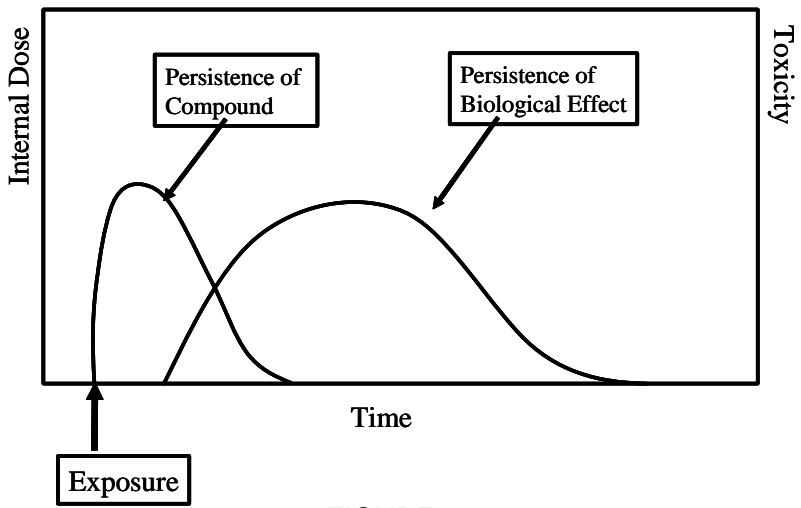 Internal Dose
Persistence of
Compound
Persistence of
Biological Effect
Toxicity
Time
Exposure